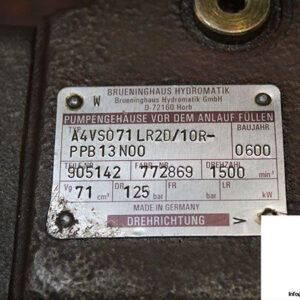 BRUENINGHAUS HYDROMATIK
Brueninghaus Hydromatik GmbH
D-72160 Horb
PUMPENGEHÄUSE VOR DEM ANLAUF FÜLLEN
TYP BAUJAHR
A4VSO71LR2D/10R-
PPB13N00 0600
TEILE-NR. FABR.-NR. DREHZAHL
905142 772869 1500 min⁻¹
Vg 71 cm³ DR 125 bar FR bar LR kW
MADE IN GERMANY
DREHRICHTUNG